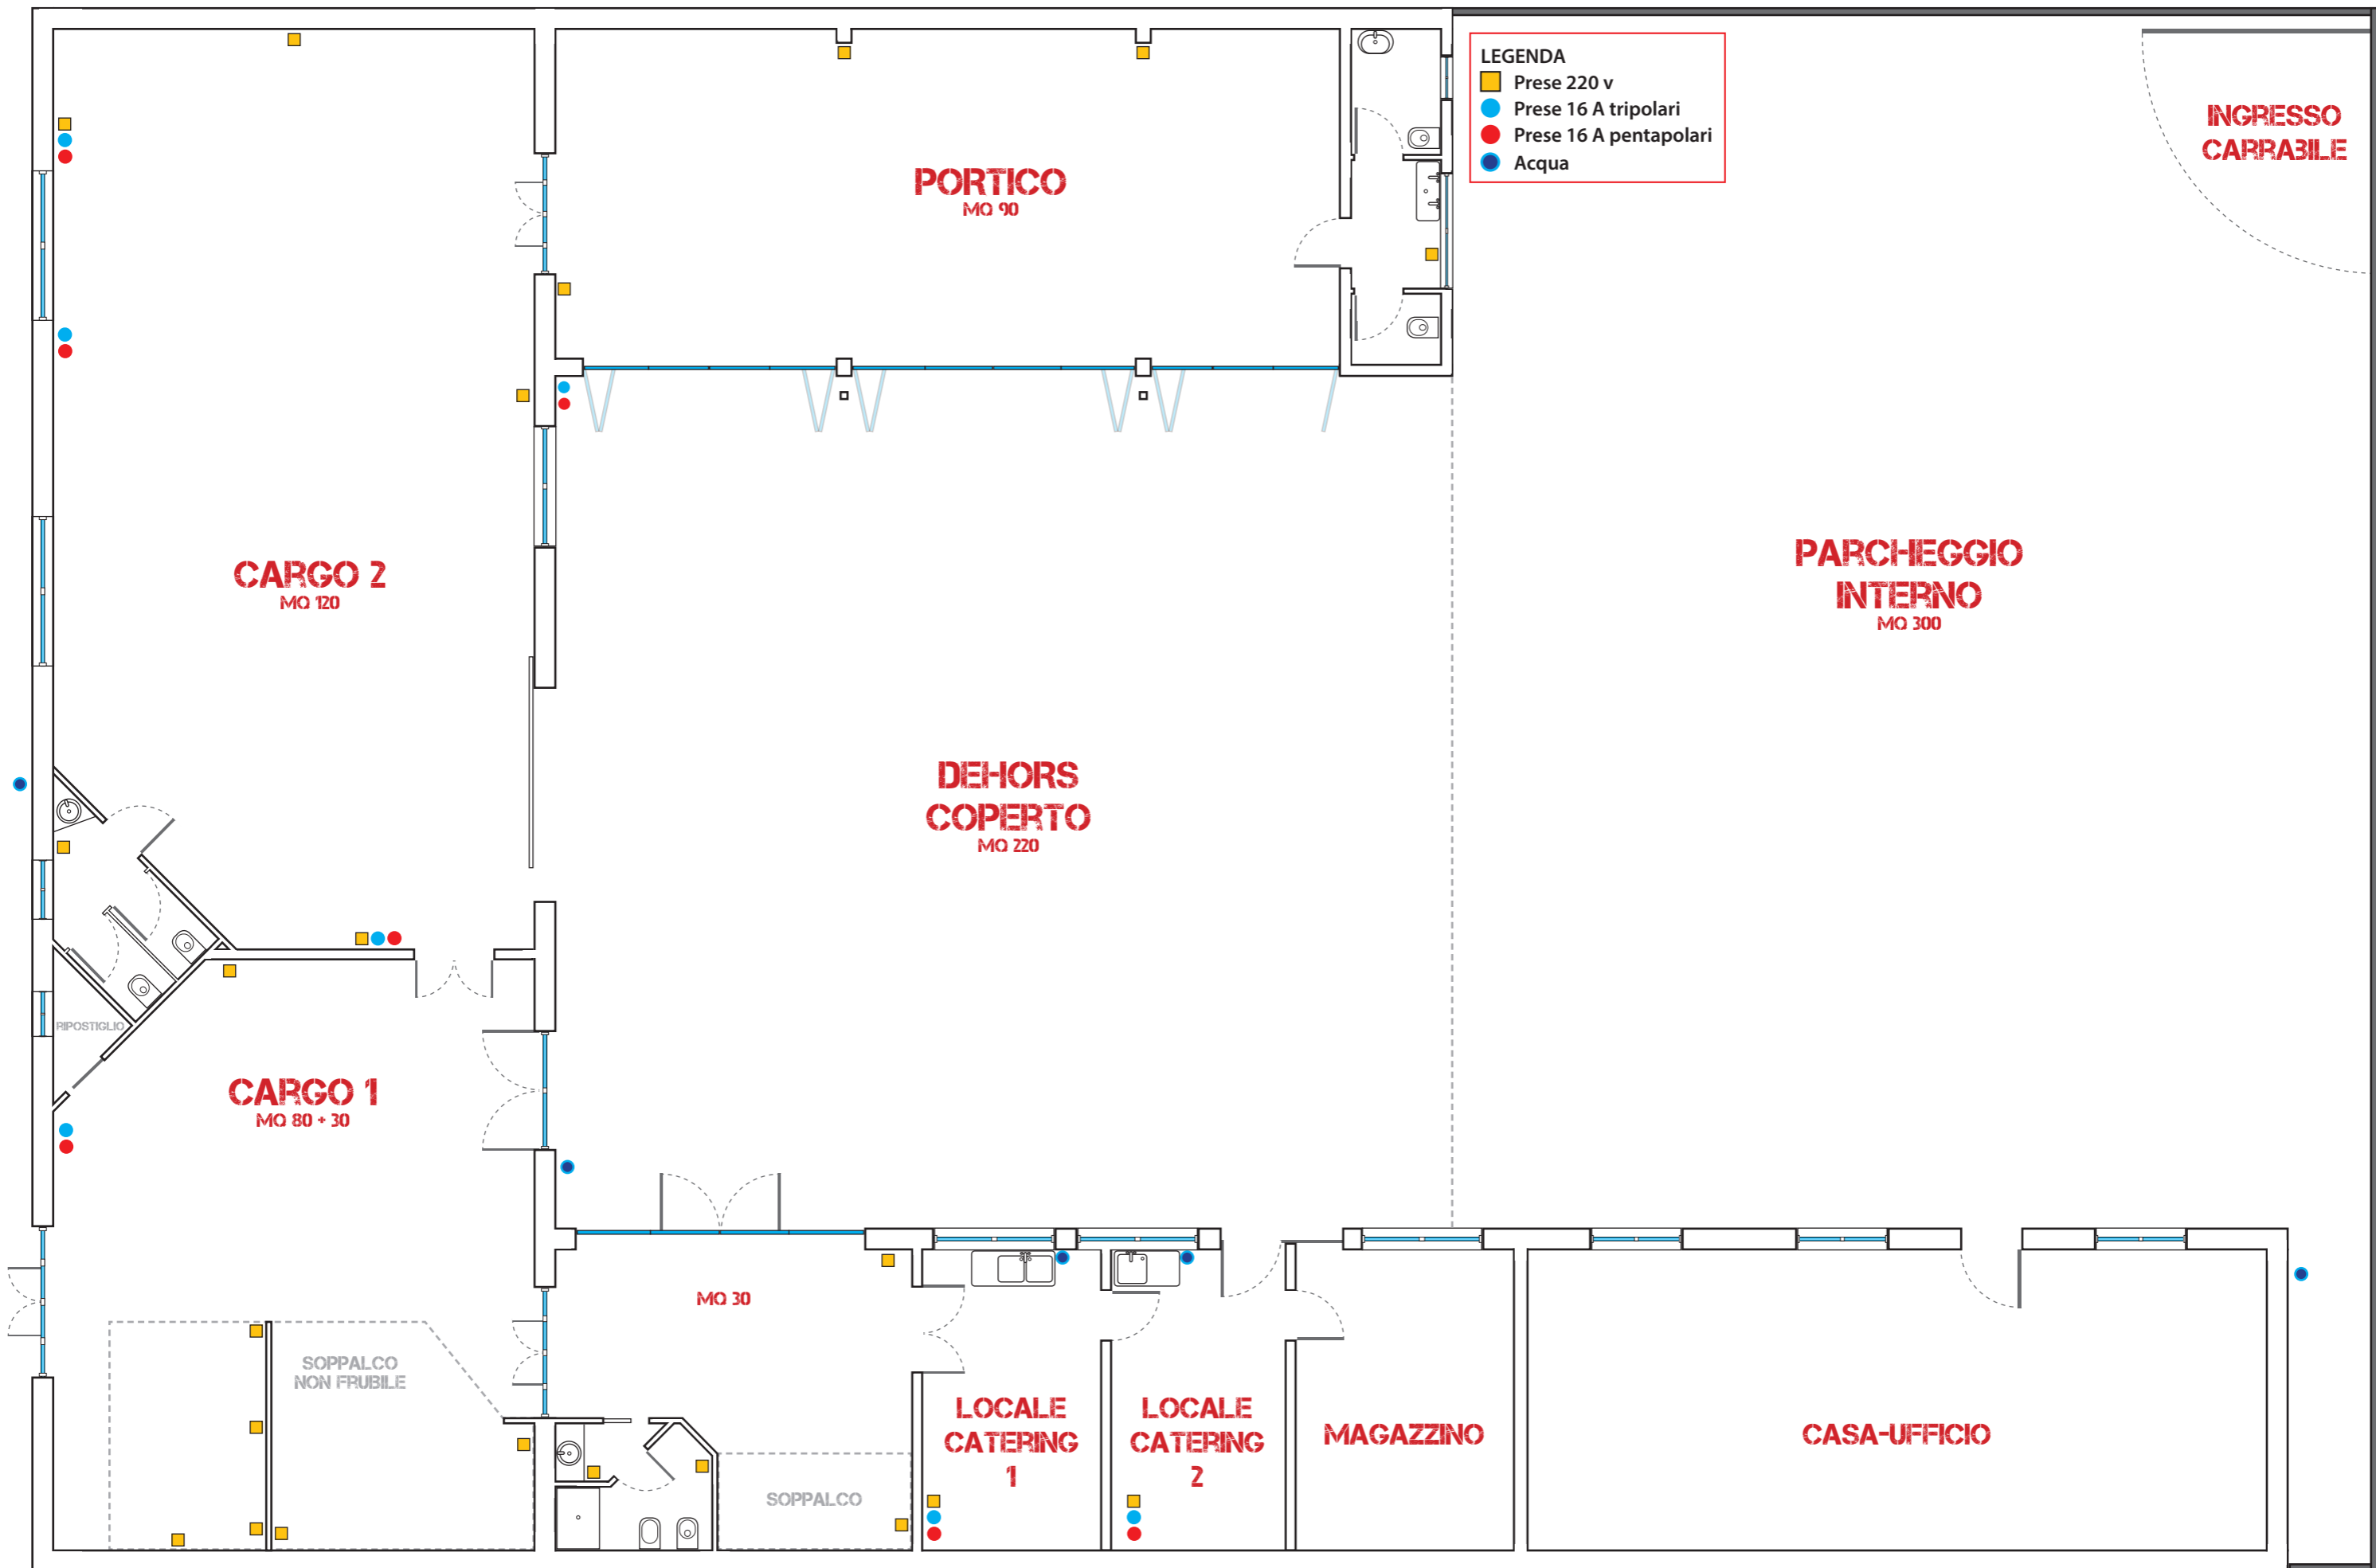 LEGENDA
Prese 220 v
Prese 16 A tripolari
Prese 16 A pentapolari
Acqua
INGRESSO
CARRABILE
PORTICO
MQ 90
CARGO 2
MQ 120
PARCHEGGIO
INTERNO
MQ 300
DEHORS
COPERTO
MQ 220
RIPOSTIGLIO
CARGO 1
MQ 80 + 30
MQ 30
SOPPALCO
NON FRUBILE
LOCALE
CATERING
1
LOCALE
CATERING
2
MAGAZZINO
CASA-UFFICIO
SOPPALCO